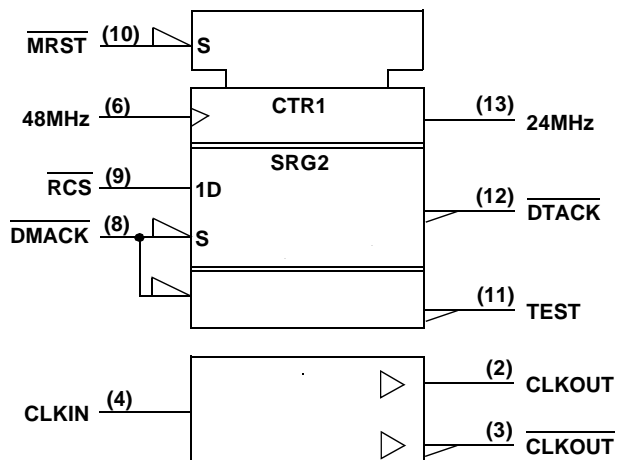 MRST (10) S
CTR1
48MHz (6) (13) 24MHz
SRG2
RCS (9) 1D
(12) DTACK
DMACK (8) S
(11) TEST
(2) CLKOUT
CLKIN (4)
(3) CLKOUT